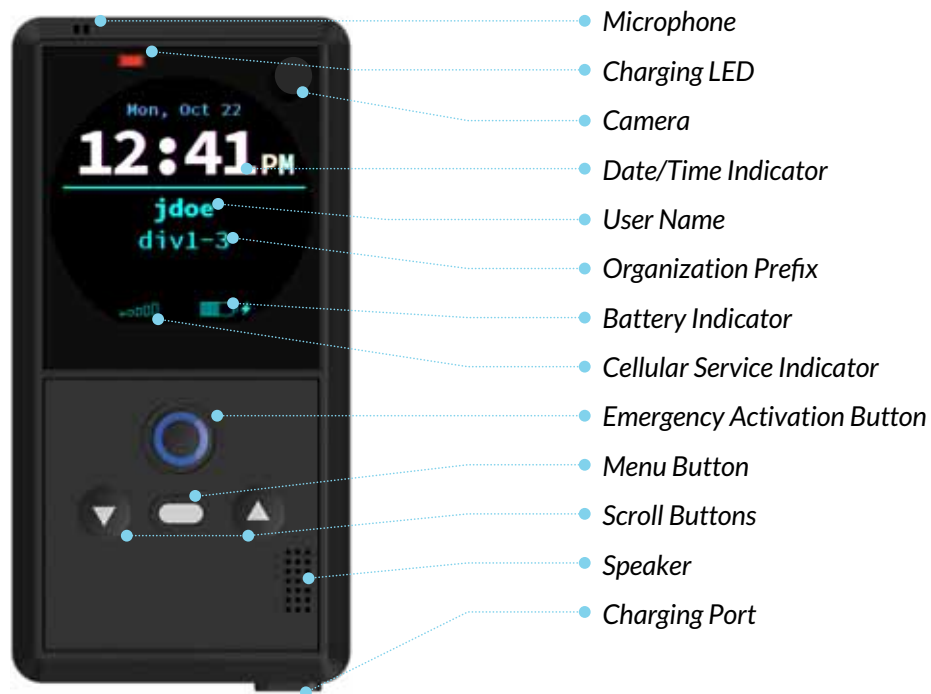 Microphone
Charging LED
Camera
Mon, Oct 22
12:41PM
Date/Time Indicator
jdoe
User Name
div1-3
Organization Prefix
Battery Indicator
Cellular Service Indicator
Emergency Activation Button
Menu Button
Scroll Buttons
Speaker
Charging Port